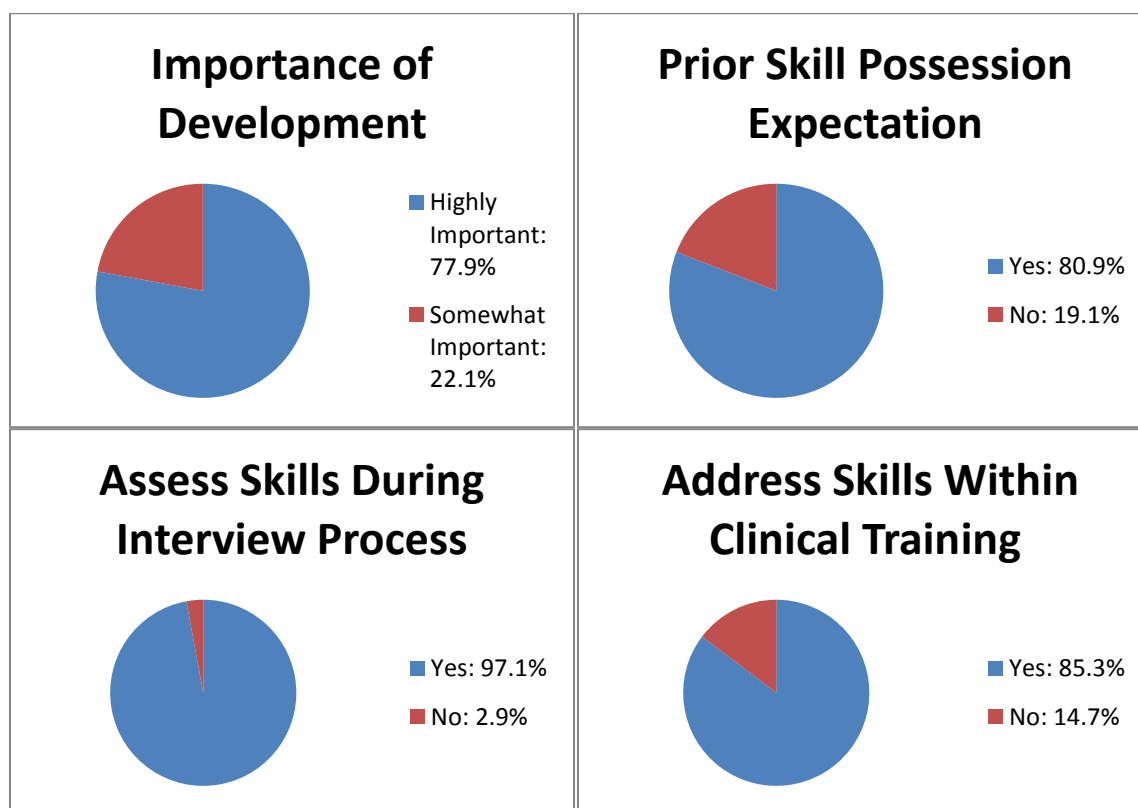 Importance of
Development
Highly
Important:
77.9%
Somewhat
Important:
22.1%
Prior Skill Possession
Expectation
Yes: 80.9%
No: 19.1%
Assess Skills During
Interview Process
Yes: 97.1%
No: 2.9%
Address Skills Within
Clinical Training
Yes: 85.3%
No: 14.7%